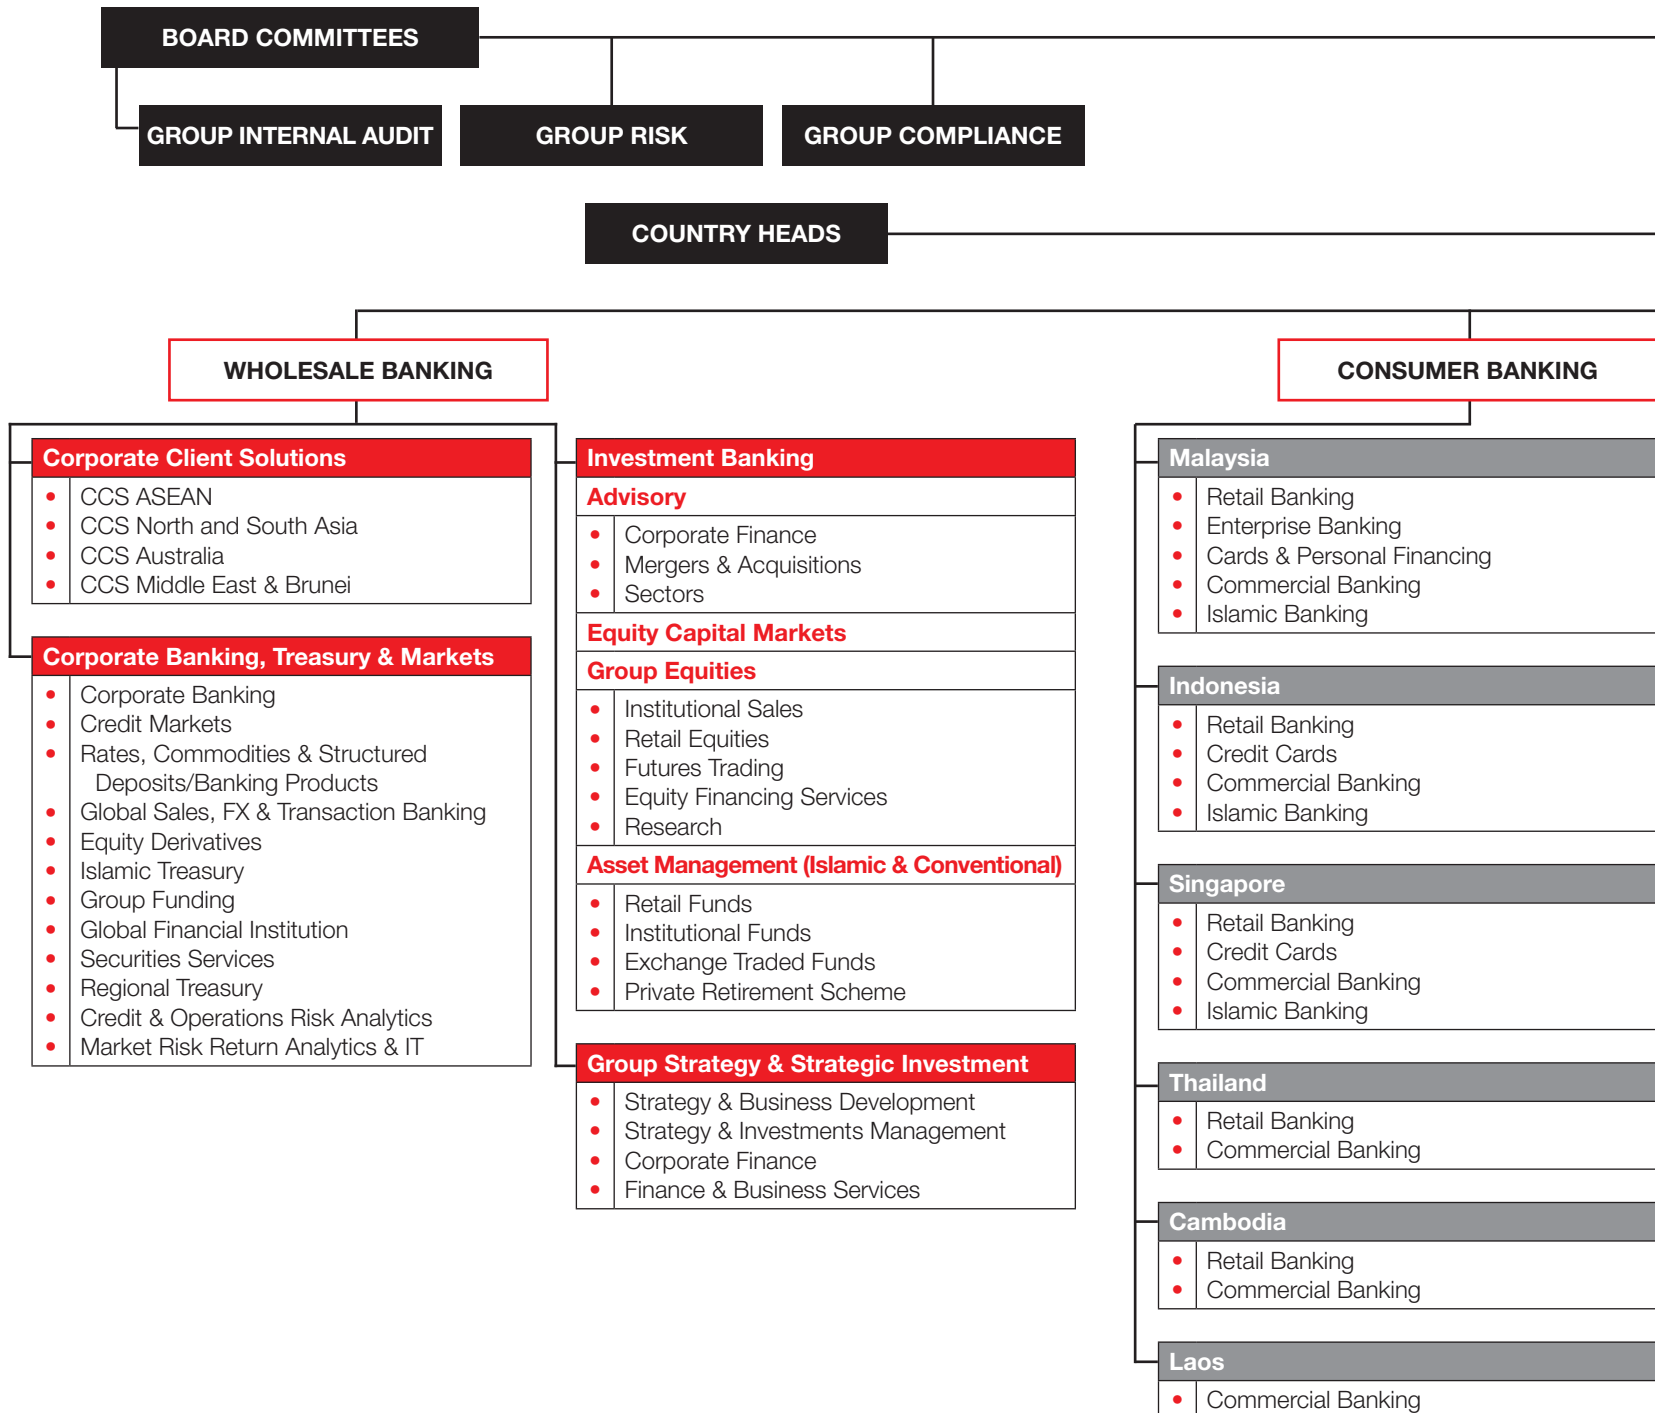 BOARD COMMITTEES
GROUP INTERNAL AUDIT
GROUP RISK
GROUP COMPLIANCE
COUNTRY HEADS
WHOLESALE BANKING
CONSUMER BANKING
Corporate Client Solutions
• CCS ASEAN
• CCS North and South Asia
• CCS Australia
• CCS Middle East & Brunei
Corporate Banking, Treasury & Markets
• Corporate Banking
• Credit Markets
• Rates, Commodities & Structured
Deposits/Banking Products
• Global Sales, FX & Transaction Banking
• Equity Derivatives
• Islamic Treasury
• Group Funding
• Global Financial Institution
• Securities Services
• Regional Treasury
• Credit & Operations Risk Analytics
• Market Risk Return Analytics & IT
Investment Banking
Advisory
• Corporate Finance
• Mergers & Acquisitions
• Sectors
Equity Capital Markets
Group Equities
• Institutional Sales
• Retail Equities
• Futures Trading
• Equity Financing Services
• Research
Asset Management (Islamic & Conventional)
• Retail Funds
• Institutional Funds
• Exchange Traded Funds
• Private Retirement Scheme
Group Strategy & Strategic Investment
• Strategy & Business Development
• Strategy & Investments Management
• Corporate Finance
• Finance & Business Services
Malaysia
• Retail Banking
• Enterprise Banking
• Cards & Personal Financing
• Commercial Banking
• Islamic Banking
Indonesia
• Retail Banking
• Credit Cards
• Commercial Banking
• Islamic Banking
Singapore
• Retail Banking
• Credit Cards
• Commercial Banking
• Islamic Banking
Thailand
• Retail Banking
• Commercial Banking
Cambodia
• Retail Banking
• Commercial Banking
Laos
• Commercial Banking